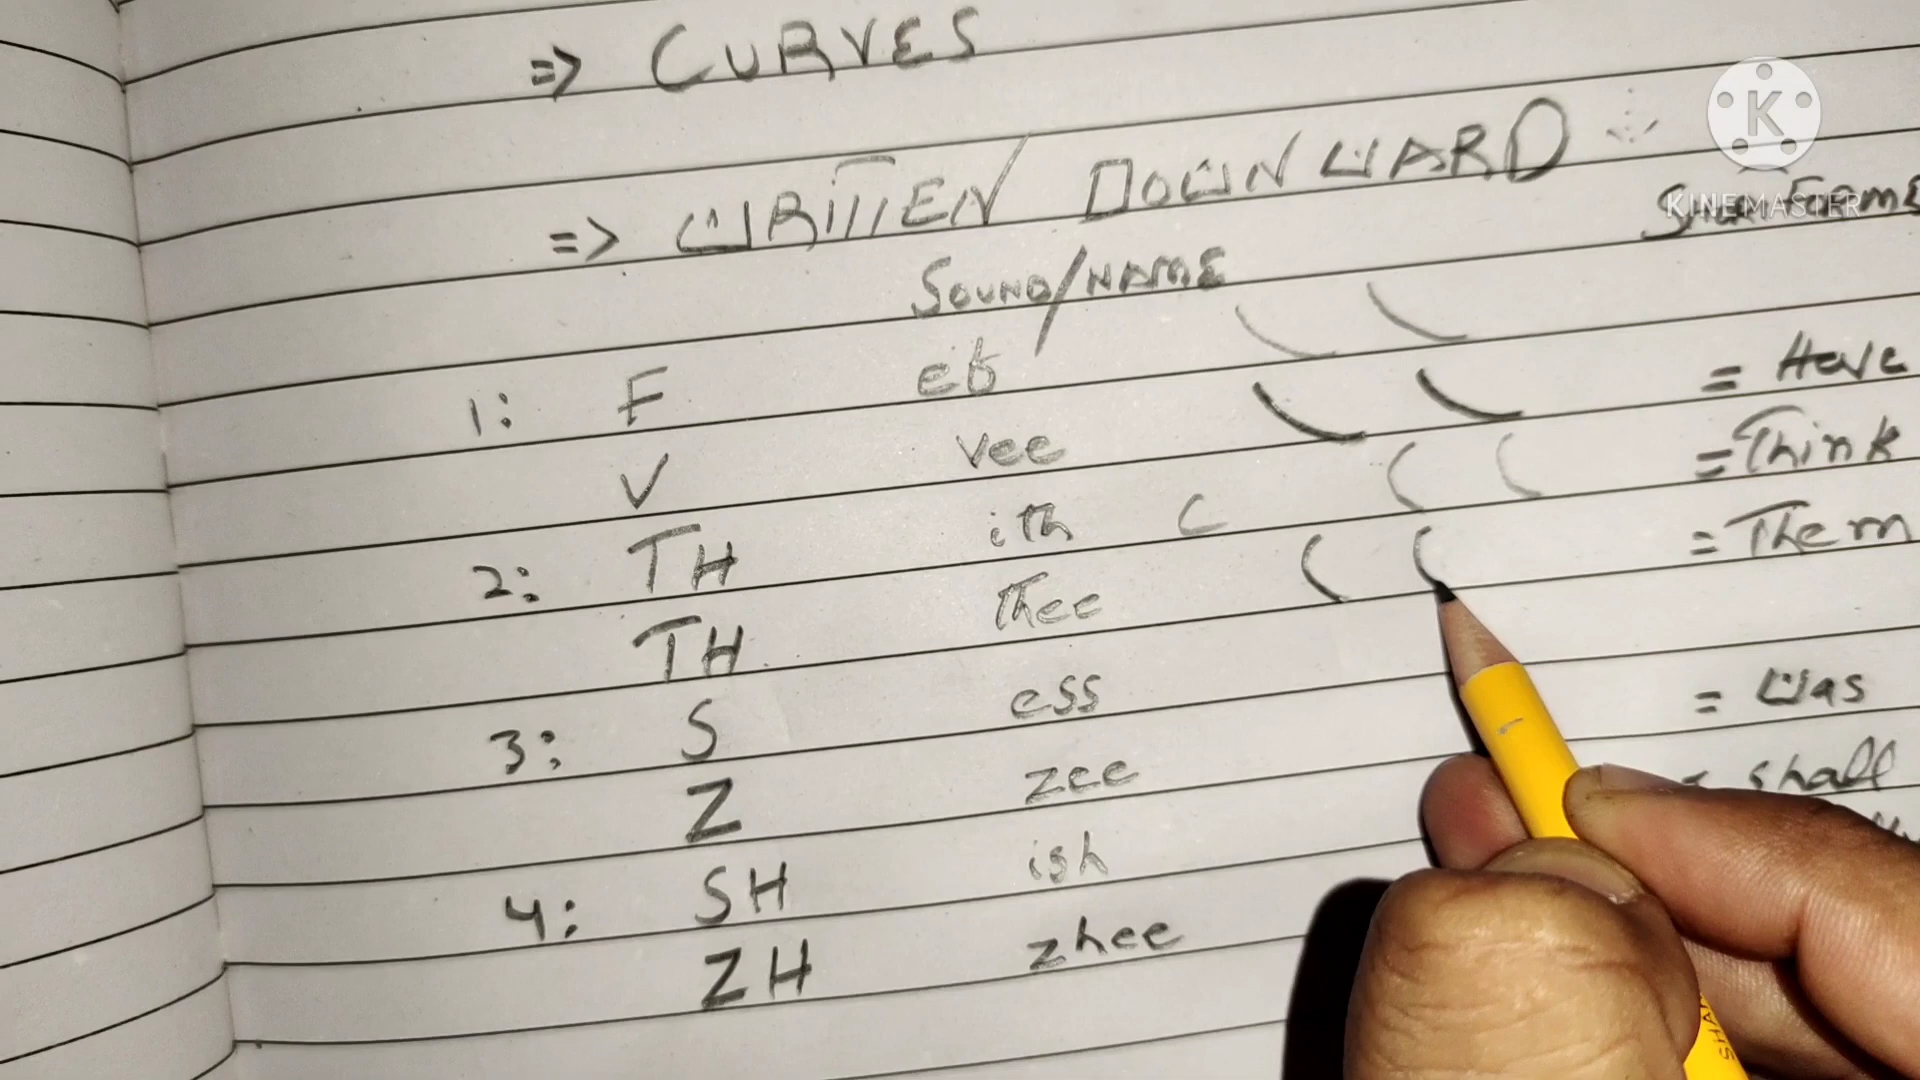 => CURVES
=> WRITTEN DOWNWARD :
K
KINEMASTER
SOUND/NAME
1: F ef
V vee = Have
2: TH ith = Think
TH thee = Them
3: S ess
Z zee = Was
4: SH ish = shall
ZH zhee
SHA